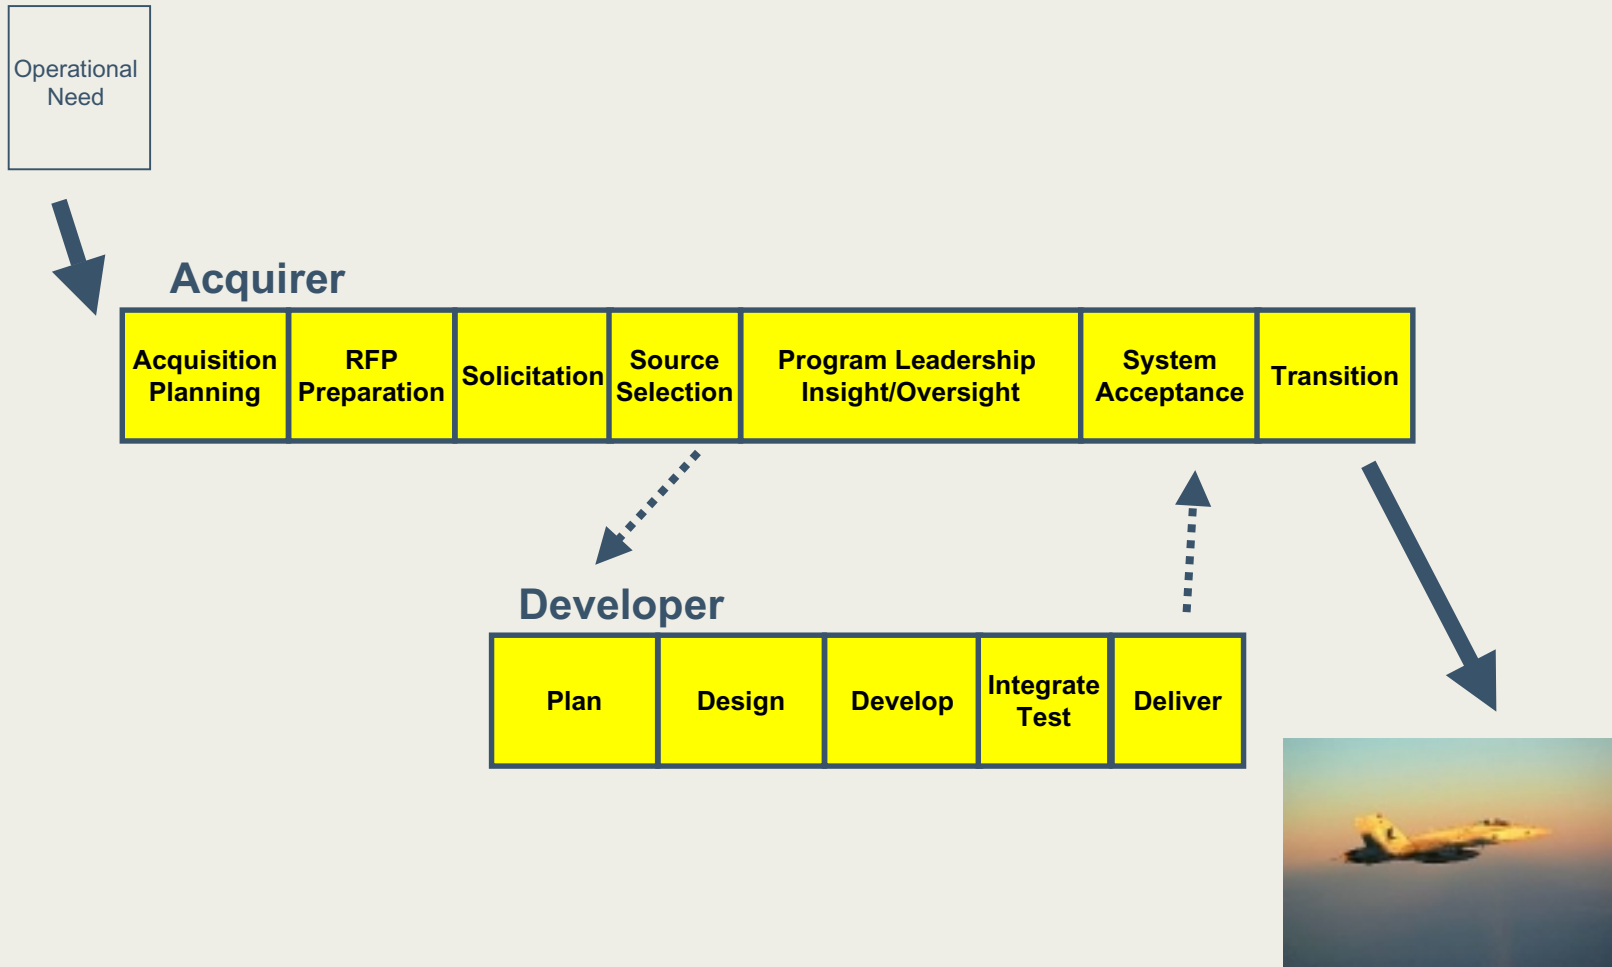 Operational
Need
Acquirer
Acquisition
Planning
RFP
Preparation
Solicitation
Source
Selection
Program Leadership
Insight/Oversight
System
Acceptance
Transition
Developer
Plan
Design
Develop
Integrate
Test
Deliver